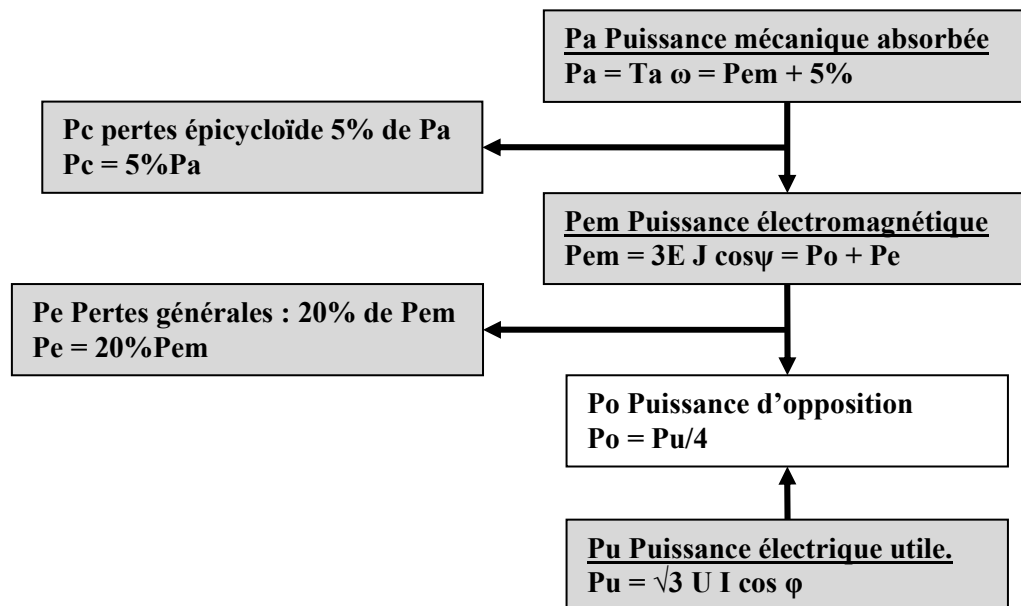 Pa Puissance mécanique absorbée
Pa = Ta ω = Pem + 5%
Pc pertes épicycloïde 5% de Pa
Pc = 5%Pa
Pem Puissance électromagnétique
Pem = 3E J cosψ = Po + Pe
Pe Pertes générales : 20% de Pem
Pe = 20%Pem
Po Puissance d’opposition
Po = Pu/4
Pu Puissance électrique utile.
Pu = √3 U I cos φ